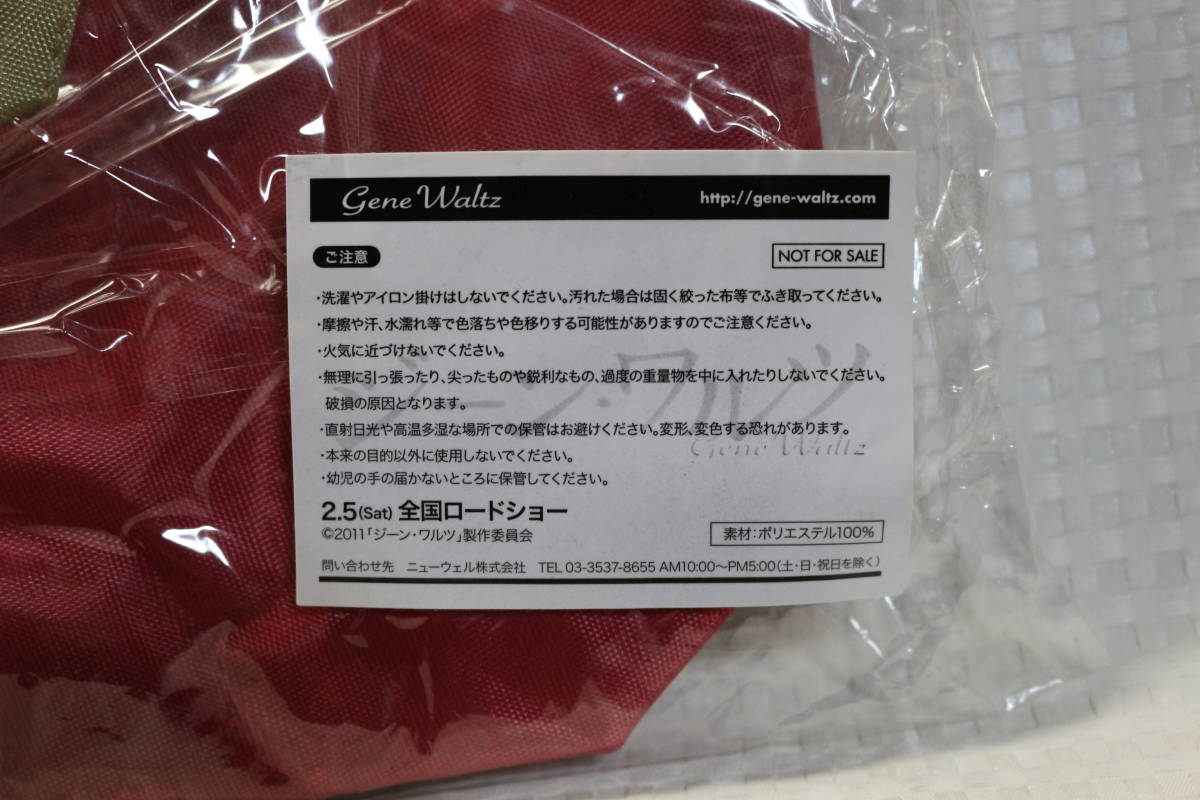 Gene Waltz http://gene-waltz.com
ご注意 NOT FOR SALE
・洗濯やアイロン掛けはしないでください。汚れた場合は固く絞った布等でふき取ってください。
・摩擦や汗、水濡れ等で色落ちや色移りする可能性がありますのでご注意ください。
・火気に近づけないでください。
・無理に引っ張ったり、尖ったものや鋭利なもの、過度の重量物を中に入れたりしないでください。
破損の原因となります。
ジーン・ワルツ
・直射日光や高温多湿な場所での保管はお避けください。変形、変色する恐れがあります。
Gene Waltz
・本来の目的以外に使用しないでください。
・幼児の手の届かないところに保管してください。
2.5(Sat) 全国ロードショー
©2011「ジーン・ワルツ」製作委員会 素材:ポリエステル100%
問い合わせ先 ニューウェル株式会社 TEL 03-3537-8655 AM10:00〜PM5:00(土・日・祝日を除く)